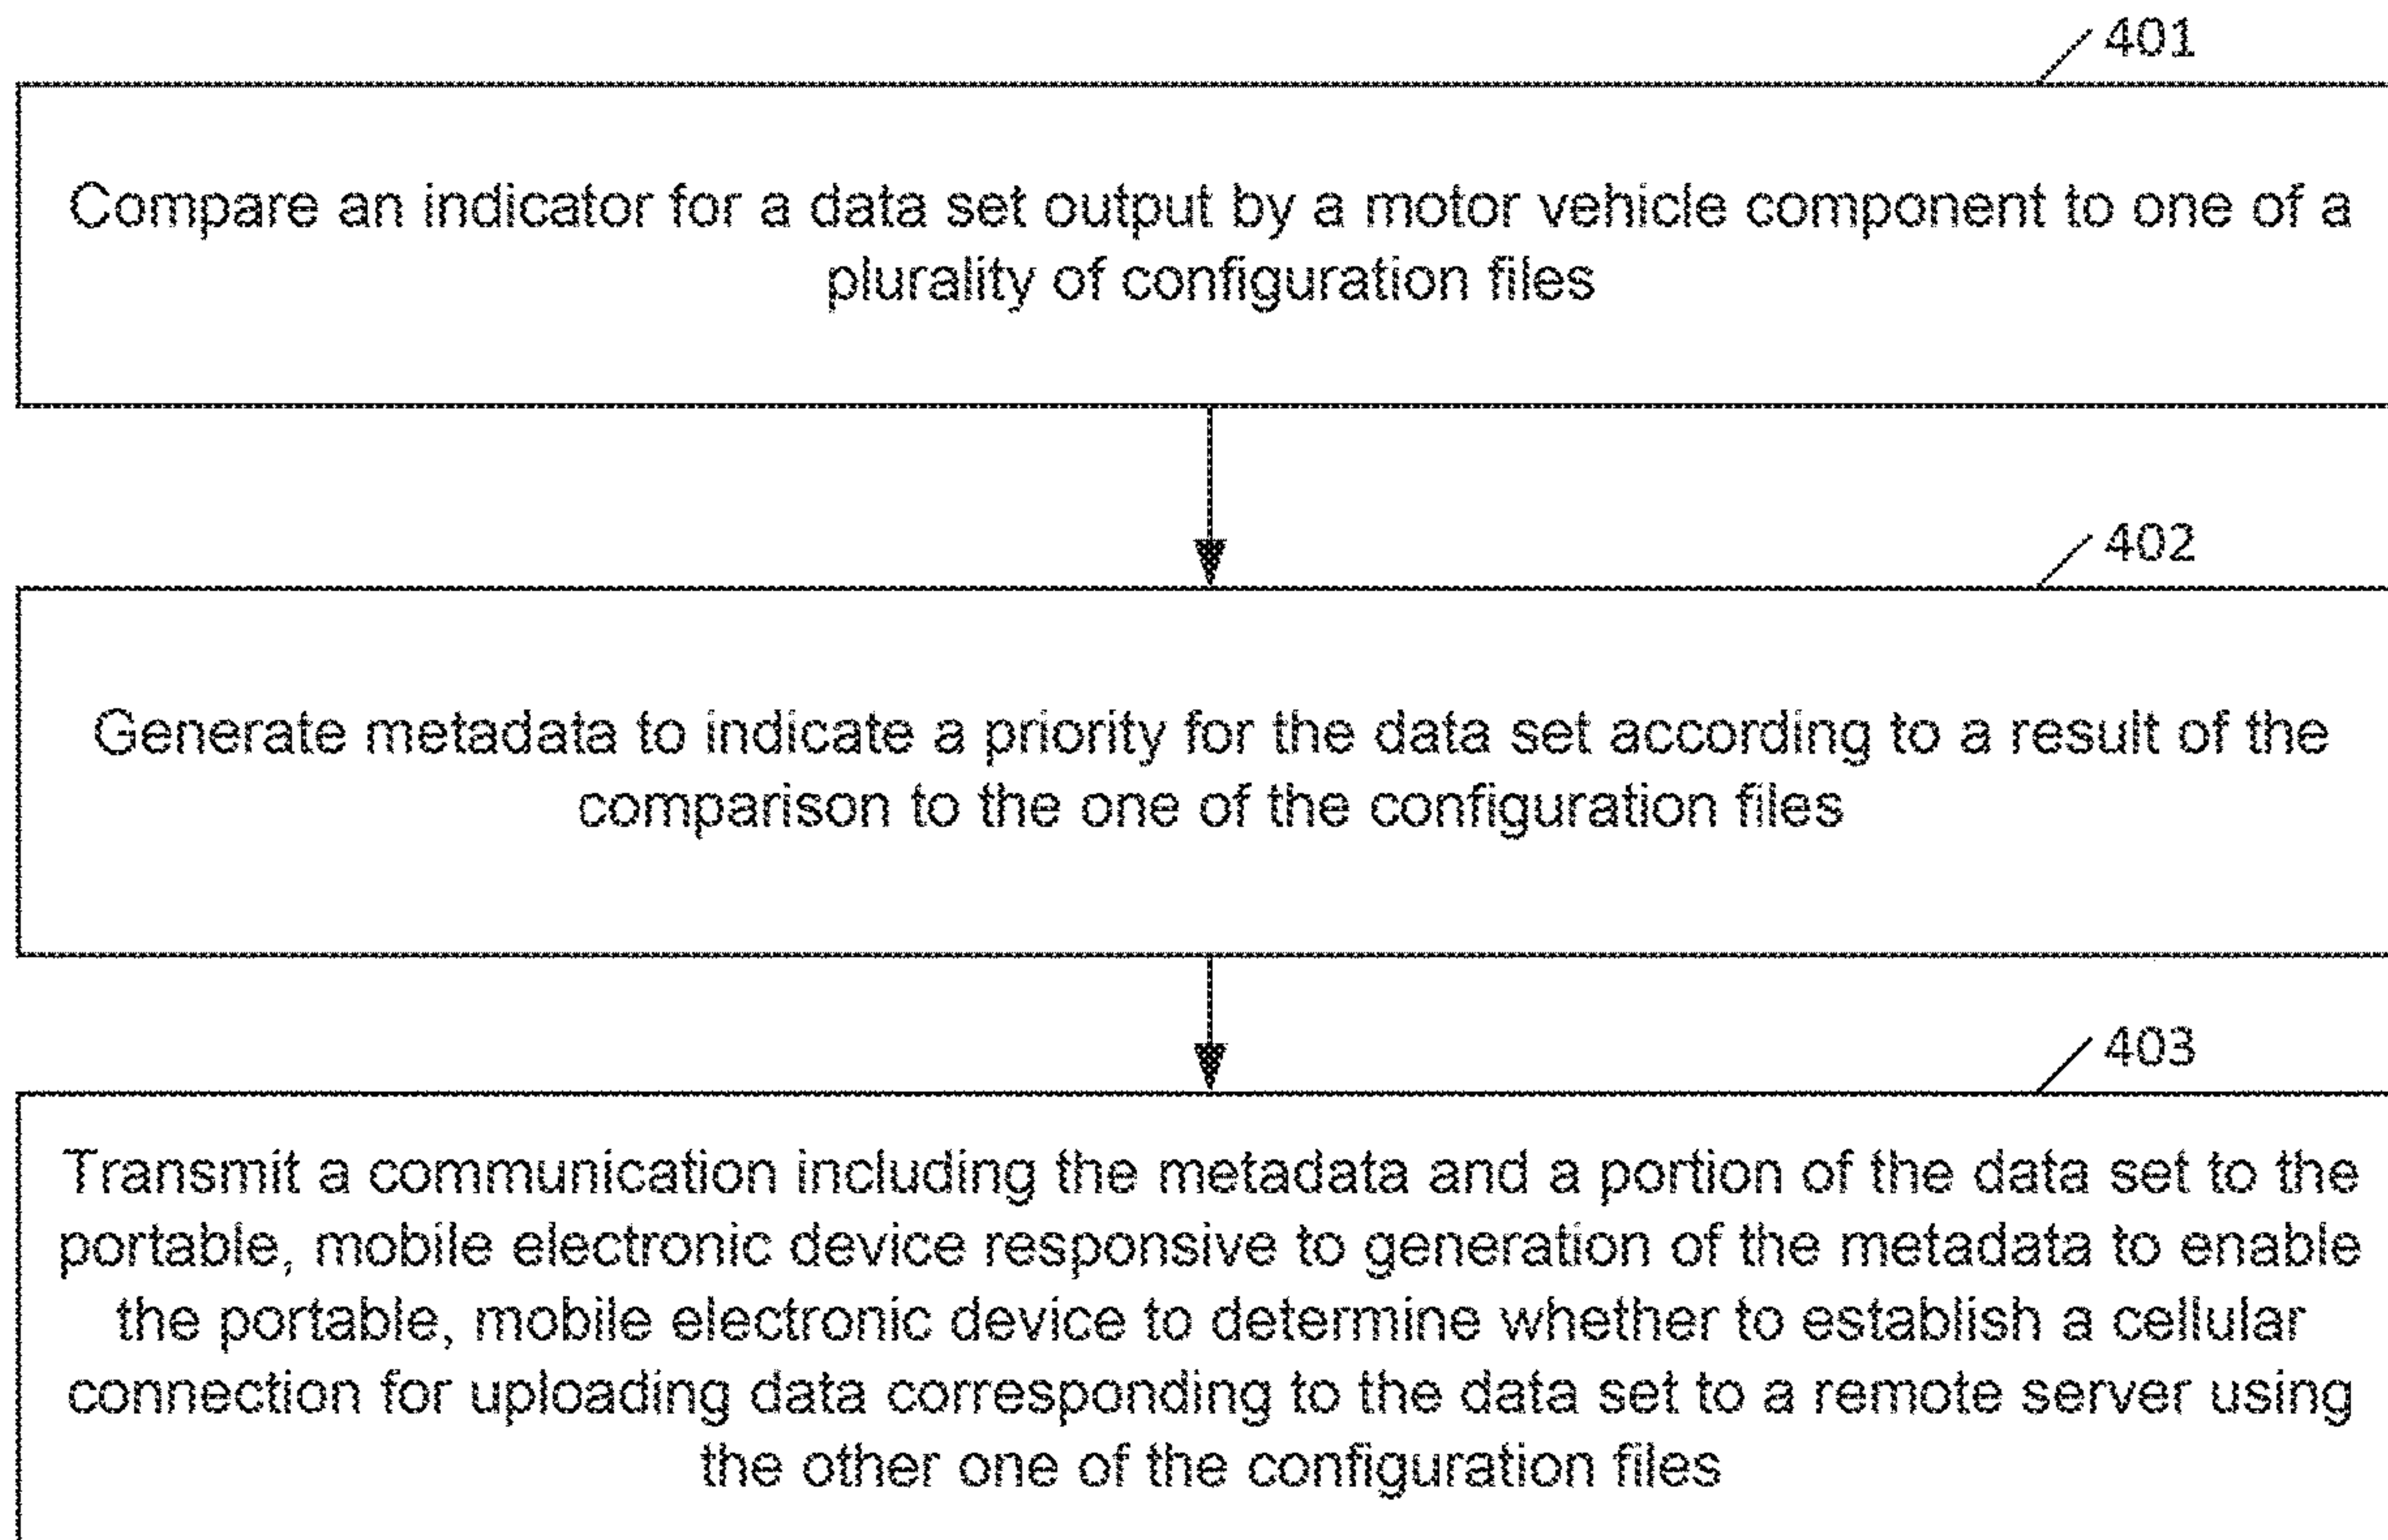 401
Compare an indicator for a data set output by a motor vehicle component to one of a
plurality of configuration files
402
Generate metadata to indicate a priority for the data set according to a result of the
comparison to the one of the configuration files
403
Transmit a communication including the metadata and a portion of the data set to the
portable, mobile electronic device responsive to generation of the metadata to enable
the portable, mobile electronic device to determine whether to establish a cellular
connection for uploading data corresponding to the data set to a remote server using
the other one of the configuration files